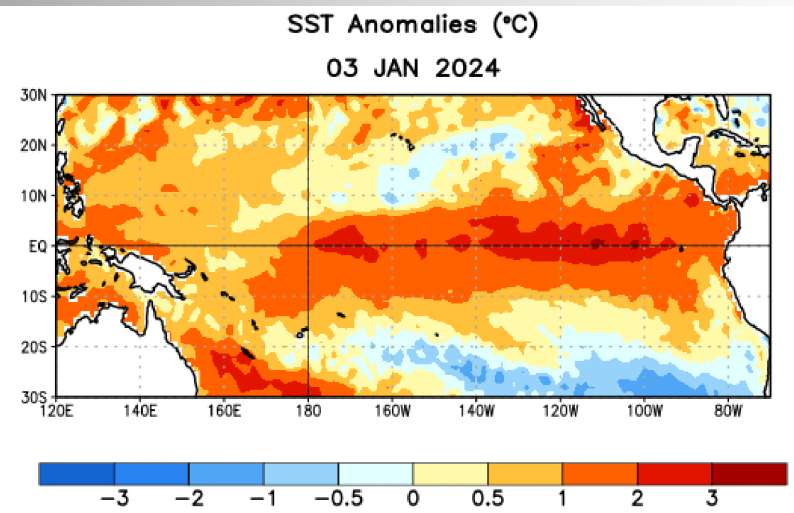 SST Anomalies (°C)
03 JAN 2024
30N
20N
10N
EQ
10S
20S
30S
120E 140E 160E 180 160W 140W 120W 100W 80W
-3 -2 -1 -0.5 0 0.5 1 2 3